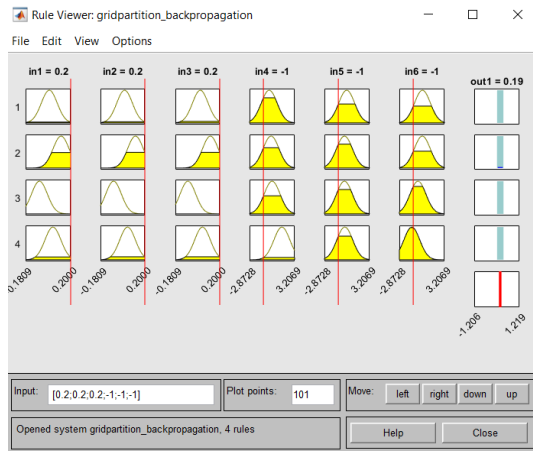 Rule Viewer: gridpartition_backpropagation
File Edit View Options
in1 = 0.2 in2 = 0.2 in3 = 0.2 in4 = -1 in5 = -1 in6 = -1 out1 = 0.19
1
2
3
4
-0.1809 0.2000 -0.1809 0.2000 -0.1809 0.2000 -2.8728 3.2069 -2.8728 3.2069 -2.8728 3.2069
-1.206 1.219
Input: [0.2;0.2;0.2;-1;-1;-1] Plot points: 101 Move: left right down up
Opened system gridpartition_backpropagation, 4 rules Help Close